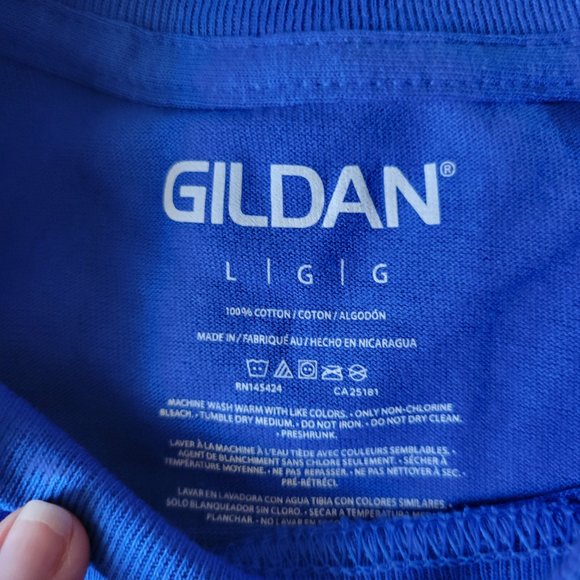 GILDAN®
L | G | G
100% COTTON / COTON / ALGODÓN
MADE IN / FABRIQUÉ AU / HECHO EN NICARAGUA
RN145424 CA25181
MACHINE WASH WARM WITH LIKE COLORS. • ONLY NON-CHLORINE
BLEACH. • TUMBLE DRY MEDIUM. • DO NOT IRON. • DO NOT DRY CLEAN.
• PRESHRUNK.
LAVER À LA MACHINE À L'EAU TIÈDE AVEC COULEURS SEMBLABLES. •
AGENT DE BLANCHIMENT SANS CHLORE SEULEMENT. • SÉCHER À
TEMPÉRATURE MOYENNE. • NE PAS REPASSER. • NE PAS NETTOYER À SEC. •
PRÉ-RÉTRÉCI.
LAVAR EN LAVADORA CON AGUA TIBIA CON COLORES SIMILARES. •
SOLO BLANQUEADOR SIN CLORO. • SECAR A TEMPERATURA MEDIA
PLANCHAR. • NO LAVAR EN